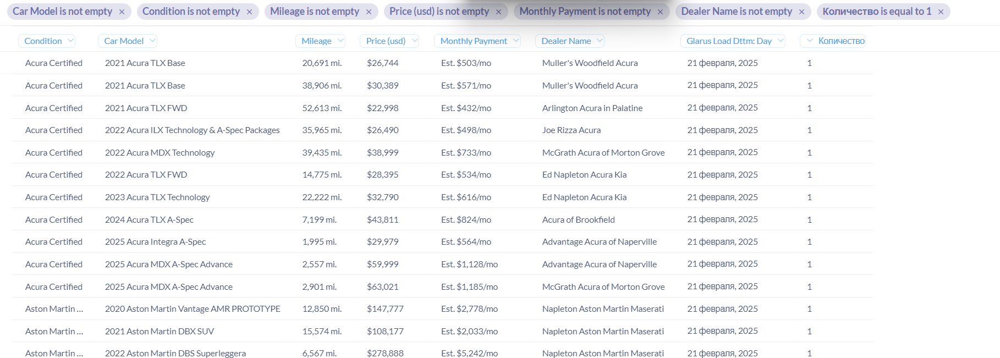 Car Model is not empty × Condition is not empty × Mileage is not empty × Price (usd) is not empty × Monthly Payment is not empty × Dealer Name is not empty × Количество is equal to 1 ×
Condition Car Model Mileage Price (usd) Monthly Payment Dealer Name Glarus Load Dttm: Day Количество
Acura Certified 2021 Acura TLX Base 20,691 mi. $26,744 Est. $503/mo Muller's Woodfield Acura 21 февраля, 2025 1
Acura Certified 2021 Acura TLX Base 38,906 mi. $30,389 Est. $571/mo Muller's Woodfield Acura 21 февраля, 2025 1
Acura Certified 2021 Acura TLX FWD 52,613 mi. $22,998 Est. $432/mo Arlington Acura in Palatine 21 февраля, 2025 1
Acura Certified 2022 Acura ILX Technology & A-Spec Packages 35,965 mi. $26,490 Est. $498/mo Joe Rizza Acura 21 февраля, 2025 1
Acura Certified 2022 Acura MDX Technology 39,435 mi. $38,999 Est. $733/mo McGrath Acura of Morton Grove 21 февраля, 2025 1
Acura Certified 2022 Acura TLX FWD 14,775 mi. $28,395 Est. $534/mo Ed Napleton Acura Kia 21 февраля, 2025 1
Acura Certified 2023 Acura TLX Technology 22,222 mi. $32,790 Est. $616/mo Ed Napleton Acura Kia 21 февраля, 2025 1
Acura Certified 2024 Acura TLX A-Spec 7,199 mi. $43,811 Est. $824/mo Acura of Brookfield 21 февраля, 2025 1
Acura Certified 2025 Acura Integra A-Spec 1,995 mi. $29,979 Est. $564/mo Advantage Acura of Naperville 21 февраля, 2025 1
Acura Certified 2025 Acura MDX A-Spec Advance 2,557 mi. $59,999 Est. $1,128/mo Advantage Acura of Naperville 21 февраля, 2025 1
Acura Certified 2025 Acura MDX A-Spec Advance 2,901 mi. $63,021 Est. $1,185/mo McGrath Acura of Morton Grove 21 февраля, 2025 1
Aston Martin ... 2020 Aston Martin Vantage AMR PROTOTYPE 12,850 mi. $147,777 Est. $2,778/mo Napleton Aston Martin Maserati 21 февраля, 2025 1
Aston Martin ... 2021 Aston Martin DBX SUV 15,574 mi. $108,177 Est. $2,033/mo Napleton Aston Martin Maserati 21 февраля, 2025 1
Aston Martin ... 2022 Aston Martin DBS Superleggera 6,567 mi. $278,888 Est. $5,242/mo Napleton Aston Martin Maserati 21 февраля, 2025 1